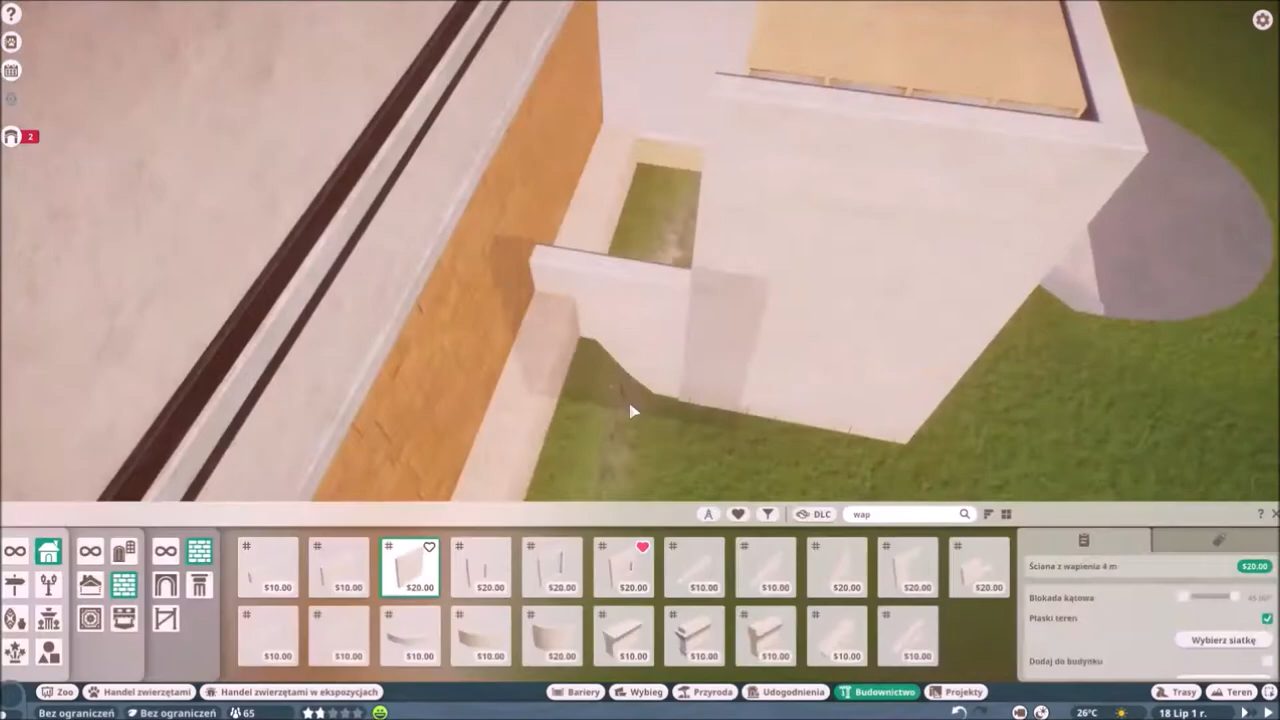 ?
2
DLC
wap
?
$10.00
$10.00
$20.00
$20.00
$20.00
$20.00
$10.00
$10.00
$20.00
$20.00
$20.00
$10.00
$10.00
$10.00
$10.00
$20.00
$10.00
$10.00
$10.00
$10.00
$10.00
Ściana z wapienia 4 m
$20.00
Blokada kątowa
Płaski teren
Wybierz siatkę
Dodaj do budynku
Zoo
Handel zwierzętami
Handel zwierzętami w ekspozycjach
Bariery
Wybieg
Przyroda
Udogodnienia
Budownictwo
Projekty
Trasy
Teren
Bez ograniczeń
Bez ograniczeń
65
26°C
18 Lip 1 r.